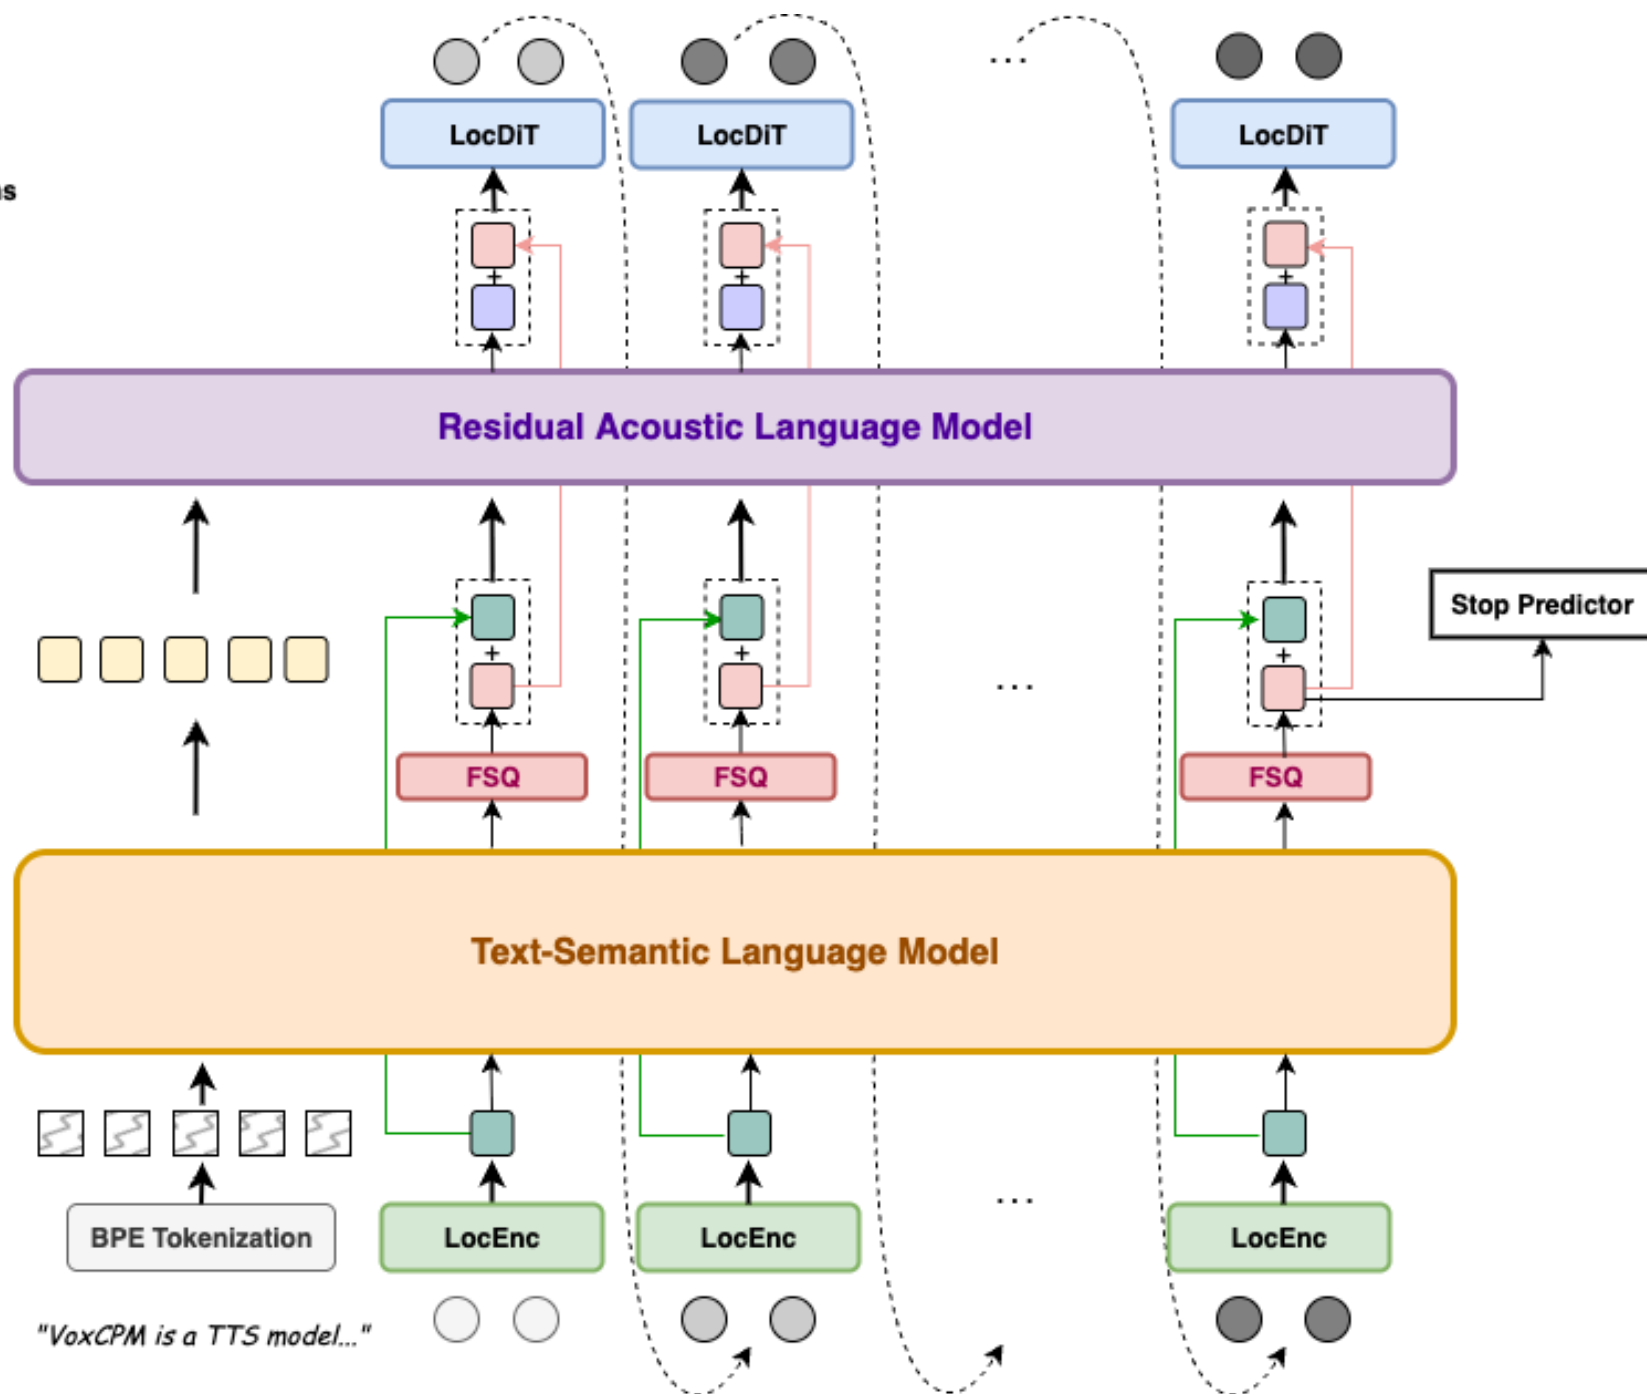 LocDiT LocDiT ... LocDiT
ns
+ + +
Residual Acoustic Language Model
Stop Predictor
+ + ... +
FSQ FSQ FSQ
Text-Semantic Language Model
...
BPE Tokenization LocEnc LocEnc LocEnc
"VoxCPM is a TTS model..."